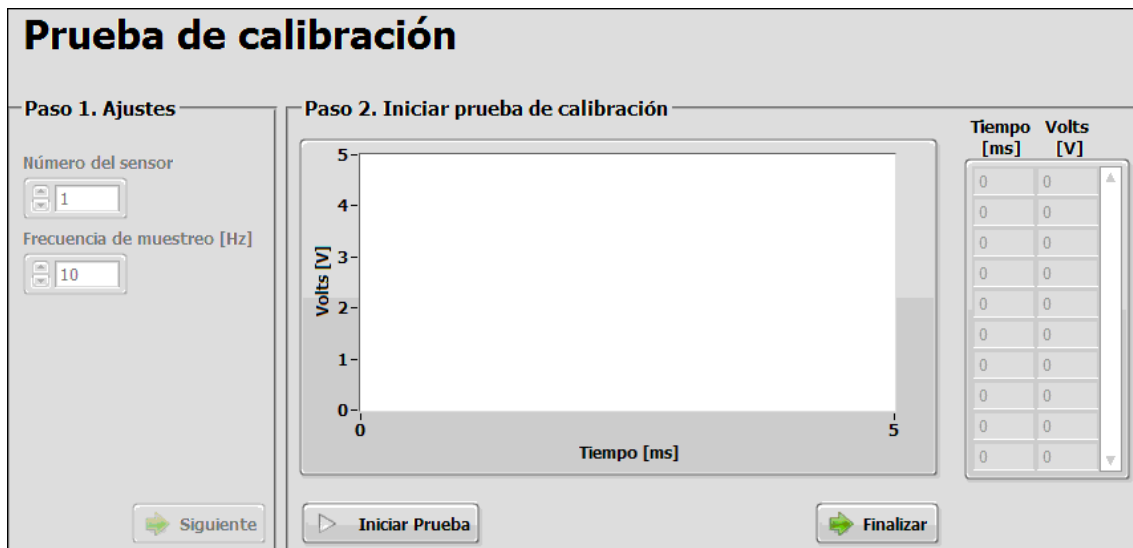 Prueba de calibración
Paso 1. Ajustes
Número del sensor
1
Frecuencia de muestreo [Hz]
10
Siguiente
Paso 2. Iniciar prueba de calibración
Volts [V]
5
4
3
2
1
0
0 5
Tiempo [ms]
Iniciar Prueba
Finalizar
Tiempo Volts
[ms] [V]
0 0
0 0
0 0
0 0
0 0
0 0
0 0
0 0
0 0
0 0